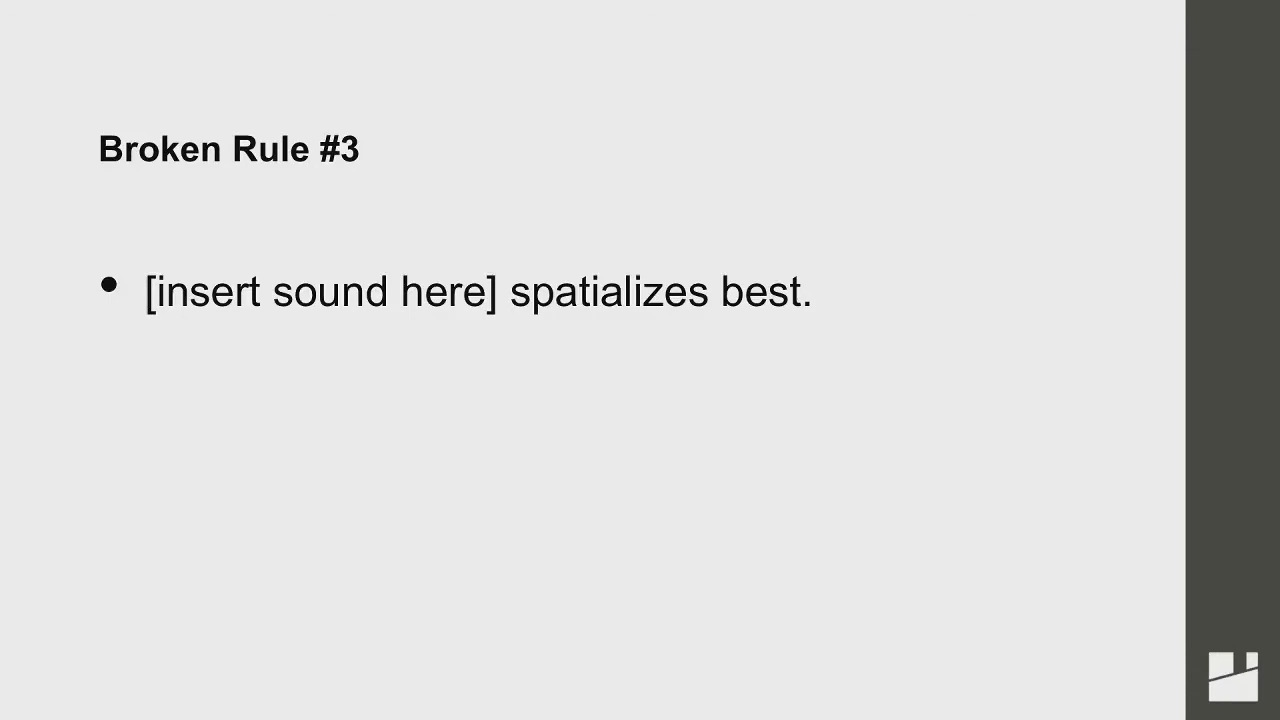 Broken Rule #3
• [insert sound here] spatializes best.